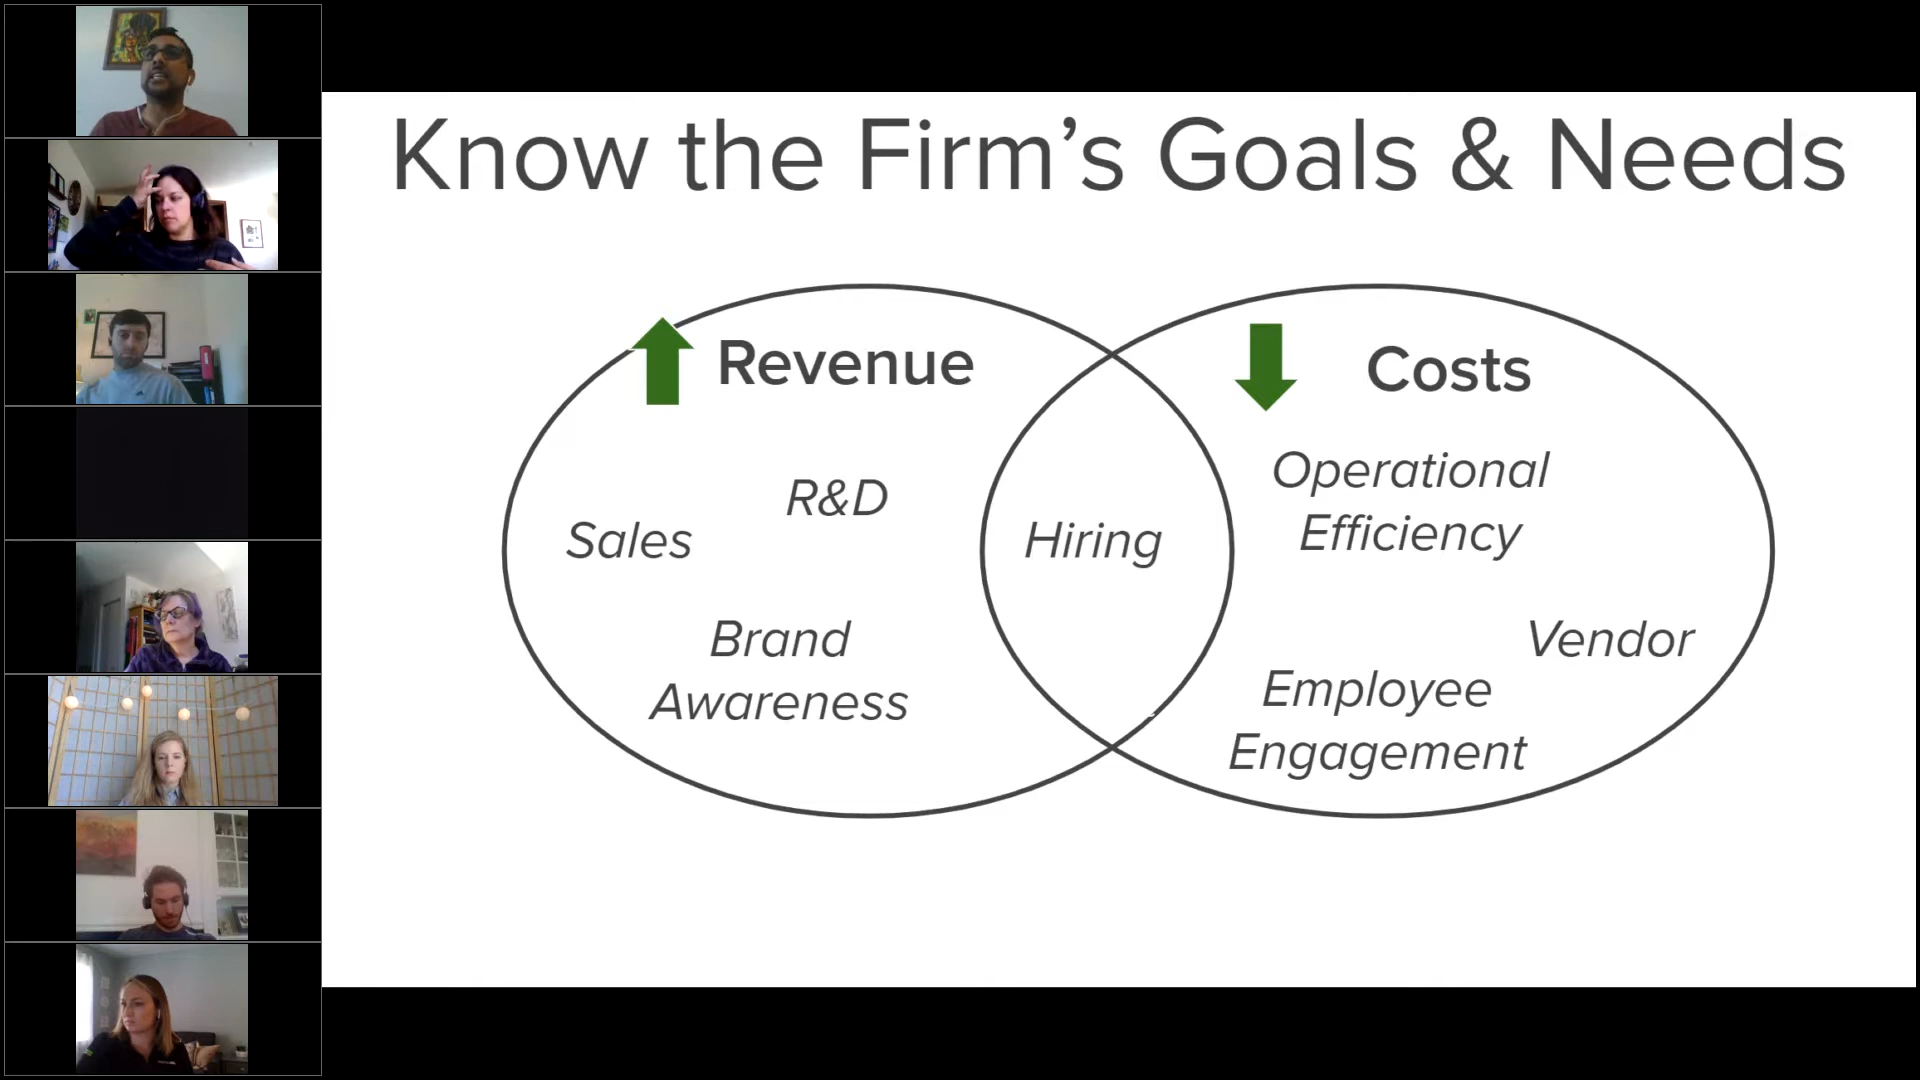 Know the Firm’s Goals & Needs
Revenue
Costs
R&D
Sales
Hiring
Operational
Efficiency
Brand
Awareness
Vendor
Employee
Engagement